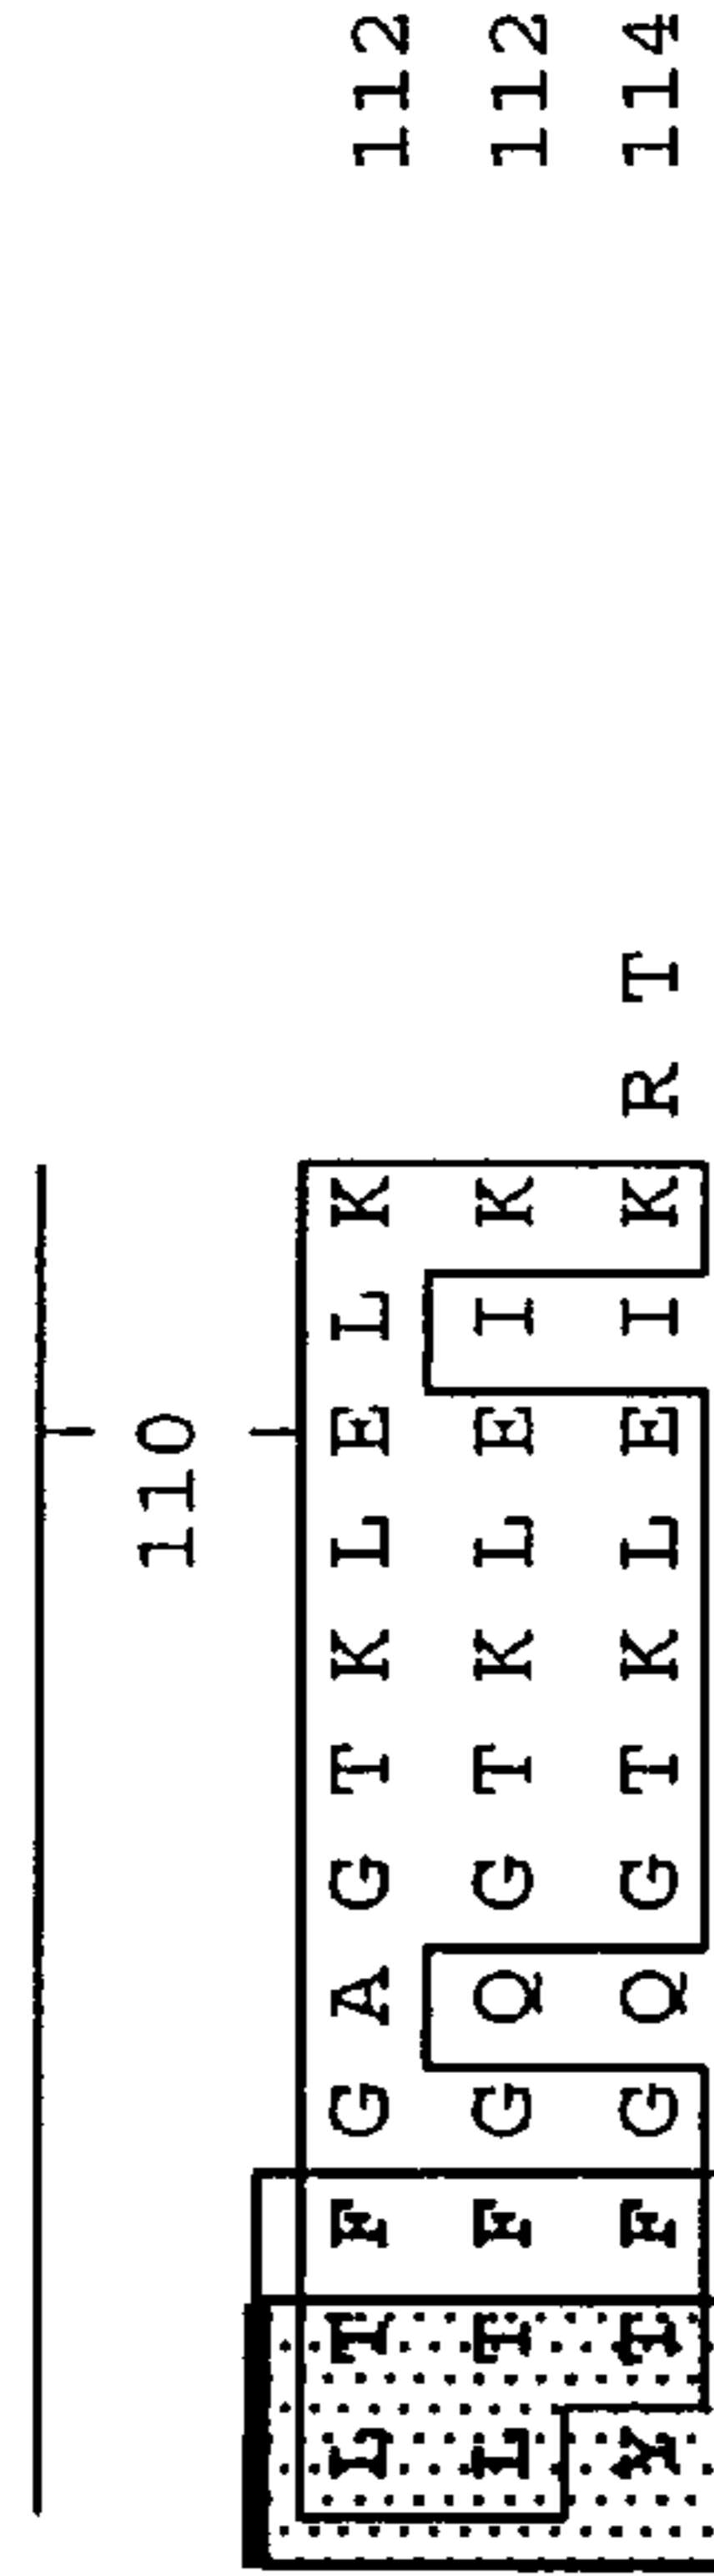 110
L T F G A G T K L E L K 112
L T F G Q G T K L E I K 112
Y T F G Q G T K L E I K R T 114